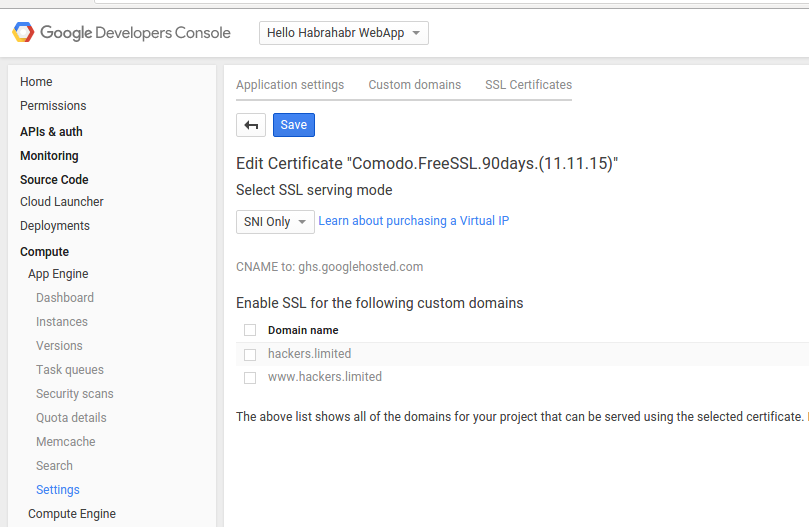 Google Developers Console
Hello Habrahabr WebApp
Home
Permissions
APIs & auth
Monitoring
Source Code
Cloud Launcher
Deployments
Compute
App Engine
Dashboard
Instances
Versions
Task queues
Security scans
Quota details
Memcache
Search
Settings
Compute Engine
Application settings Custom domains SSL Certificates
Save
Edit Certificate "Comodo.FreeSSL.90days.(11.11.15)"
Select SSL serving mode
SNI Only Learn about purchasing a Virtual IP
CNAME to: ghs.googlehosted.com
Enable SSL for the following custom domains
Domain name
hackers.limited
www.hackers.limited
The above list shows all of the domains for your project that can be served using the selected certificate.